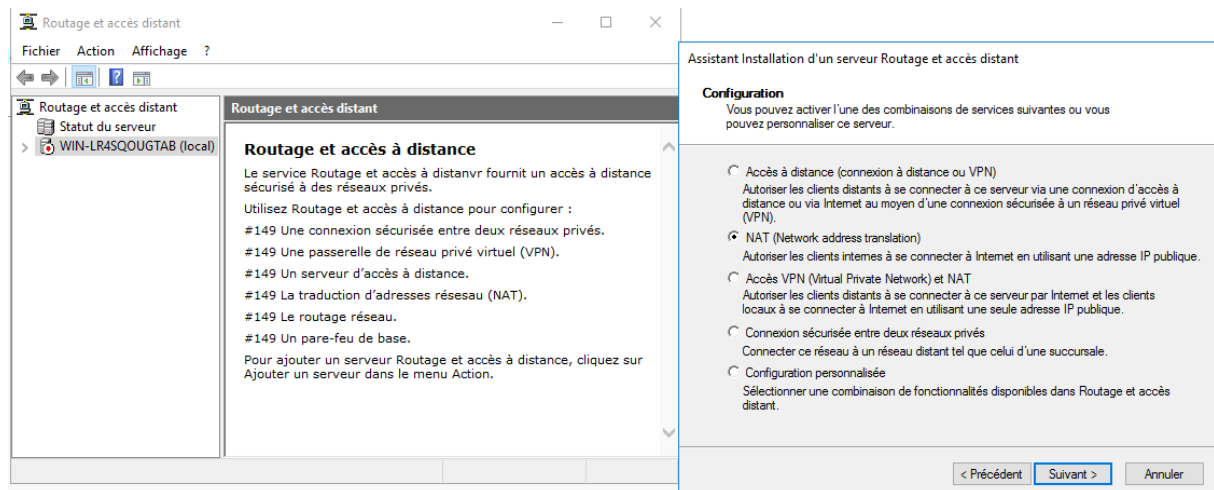 Routage et accès distant
Fichier Action Affichage ?
Routage et accès distant
Statut du serveur
WIN-LR4SQOUGTAB (local)
Routage et accès distant
Routage et accès à distance
Le service Routage et accès à distanvr fournit un accès à distance
sécurisé à des réseaux privés.
Utilisez Routage et accès à distance pour configurer :
#149 Une connexion sécurisée entre deux réseaux privés.
#149 Une passerelle de réseau privé virtuel (VPN).
#149 Un serveur d'accès à distance.
#149 La traduction d'adresses résesau (NAT).
#149 Le routage réseau.
#149 Un pare-feu de base.
Pour ajouter un serveur Routage et accès à distance, cliquez sur
Ajouter un serveur dans le menu Action.
Assistant Installation d'un serveur Routage et accès distant
Configuration
Vous pouvez activer l'une des combinaisons de services suivantes ou vous
pouvez personnaliser ce serveur.
Accès à distance (connexion à distance ou VPN)
Autoriser les clients distants à se connecter à ce serveur via une connexion d'accès à
distance ou via Internet au moyen d'une connexion sécurisée à un réseau privé virtuel
(VPN).
NAT (Network address translation)
Autoriser les clients internes à se connecter à Internet en utilisant une adresse IP publique.
Accès VPN (Virtual Private Network) et NAT
Autoriser les clients distants à se connecter à ce serveur par Internet et les clients
locaux à se connecter à Internet en utilisant une seule adresse IP publique.
Connexion sécurisée entre deux réseaux privés
Connecter ce réseau à un réseau distant tel que celui d'une succursale.
Configuration personnalisée
Sélectionner une combinaison de fonctionnalités disponibles dans Routage et accès
distant.
< Précédent Suivant > Annuler